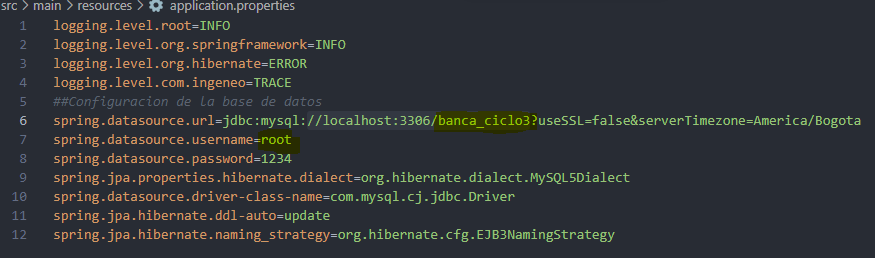 src > main > resources > application.properties
1 logging.level.root=INFO
2 logging.level.org.springframework=INFO
3 logging.level.org.hibernate=ERROR
4 logging.level.com.ingeneo=TRACE
5 ##Configuracion de la base de datos
6 spring.datasource.url=jdbc:mysql://localhost:3306/banca_ciclo3?useSSL=false&serverTimezone=America/Bogota
7 spring.datasource.username=root
8 spring.datasource.password=1234
9 spring.jpa.properties.hibernate.dialect=org.hibernate.dialect.MySQL5Dialect
10 spring.datasource.driver-class-name=com.mysql.cj.jdbc.Driver
11 spring.jpa.hibernate.ddl-auto=update
12 spring.jpa.hibernate.naming_strategy=org.hibernate.cfg.EJB3NamingStrategy